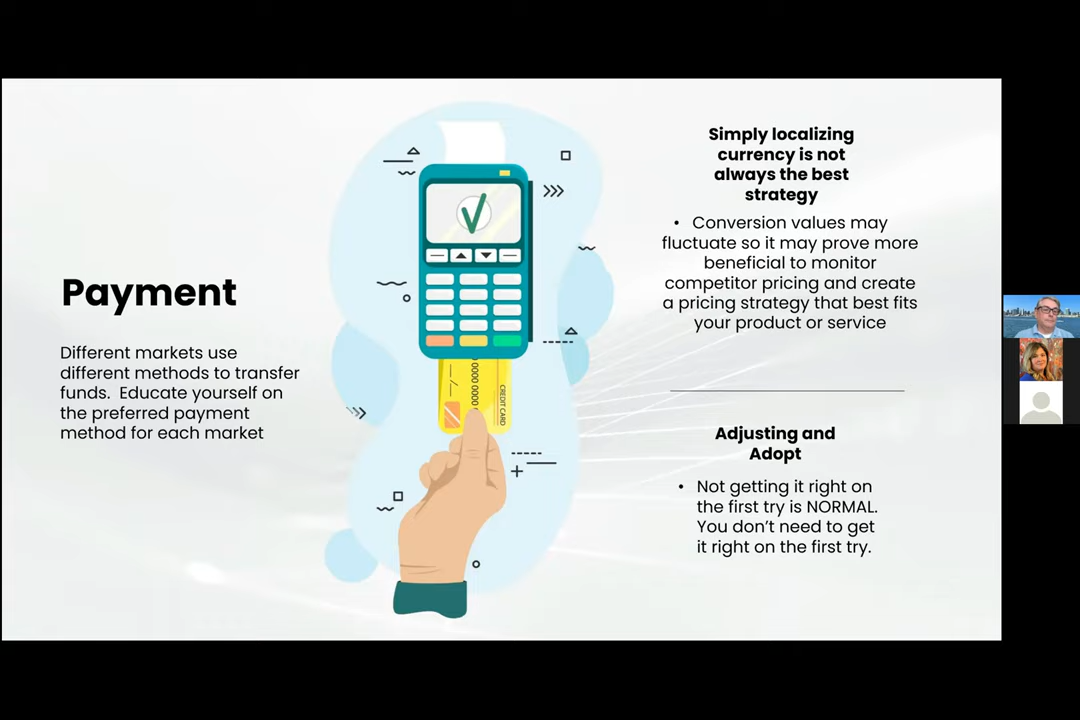 Payment
Different markets use
different methods to transfer
funds.  Educate yourself on
the preferred payment
method for each market
0000 0000 0
CREDIT CARD
Simply localizing
currency is not
always the best
strategy
• Conversion values may
fluctuate so it may prove more
beneficial to monitor
competitor pricing and create
a pricing strategy that best fits
your product or service
Adjusting and
Adopt
• Not getting it right on
the first try is NORMAL.
You don’t need to get
it right on the first try.